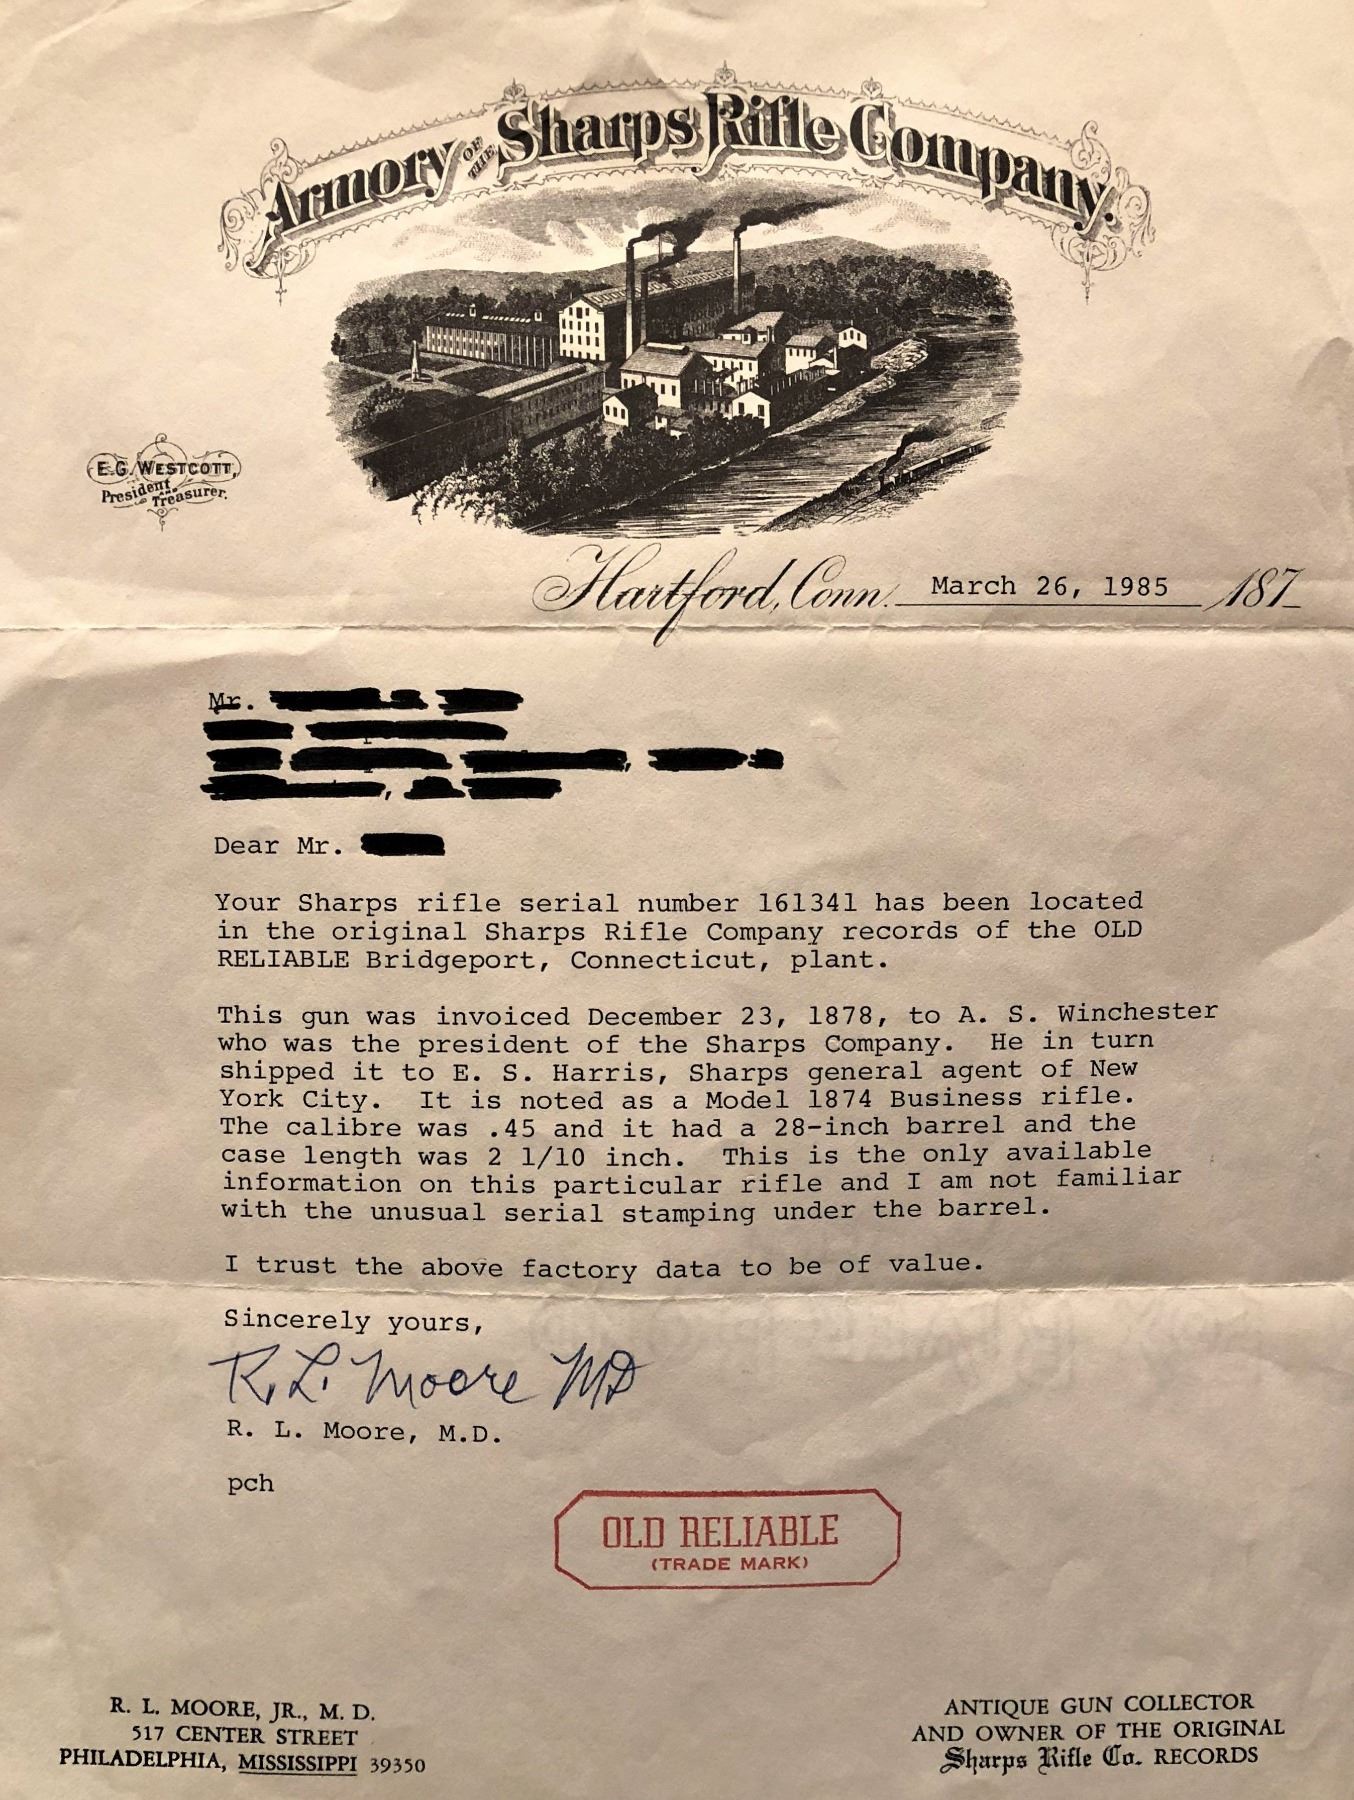 Armory OF THE Sharps Rifle Company.
E.G. WESTCOTT,
President AND Treasurer.
Hartford, Conn. March 26, 1985 187_
Mr.
Dear Mr.
Your Sharps rifle serial number 161341 has been located
in the original Sharps Rifle Company records of the OLD
RELIABLE Bridgeport, Connecticut, plant.
This gun was invoiced December 23, 1878, to A. S. Winchester
who was the president of the Sharps Company. He in turn
shipped it to E. S. Harris, Sharps general agent of New
York City. It is noted as a Model 1874 Business rifle.
The calibre was .45 and it had a 28-inch barrel and the
case length was 2 1/10 inch. This is the only available
information on this particular rifle and I am not familiar
with the unusual serial stamping under the barrel.
I trust the above factory data to be of value.
Sincerely yours,
R. L. Moore MD
R. L. Moore, M.D.
pch
OLD RELIABLE
(TRADE MARK)
R. L. MOORE, JR., M. D.
517 CENTER STREET
PHILADELPHIA, MISSISSIPPI 39350
ANTIQUE GUN COLLECTOR
AND OWNER OF THE ORIGINAL
Sharps Rifle Co. RECORDS